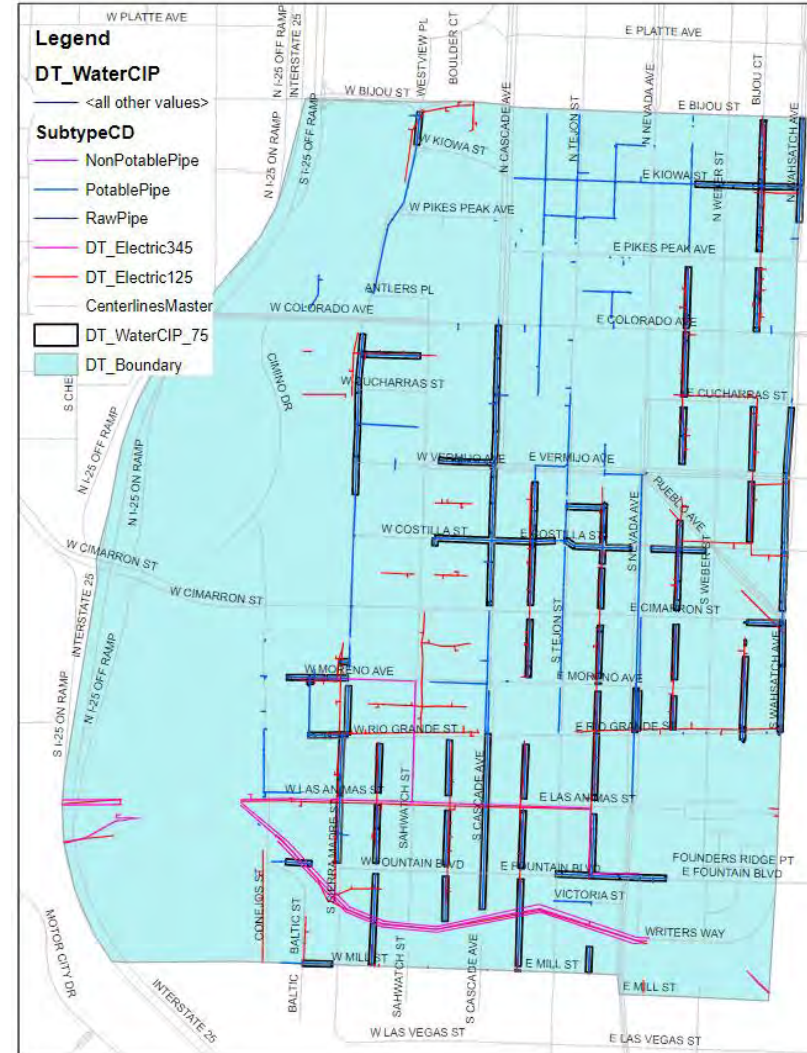 W PLATTE AVE
E PLATTE AVE
Legend
DT_WaterCIP
<all other values>
SubtypeCD
NonPotablePipe
PotablePipe
RawPipe
DT_Electric345
DT_Electric125
CenterlinesMaster
DT_WaterCIP_75
DT_Boundary
N I-25 OFF RAMP
INTERSTATE 25
WESTVIEW PL
BOULDER CT
N CASCADE AVE
N TEJON ST
N NEVADA AVE
BIJOU CT
W BIJOU ST
E BIJOU ST
N I-25 ON RAMP
S I-25 OFF RAMP
W KIOWA ST
E KIOWA ST
N WEBER ST
N WAHSATCH AVE
W PIKES PEAK AVE
E PIKES PEAK AVE
ANTLERS PL
W COLORADO AVE
E COLORADO AVE
S CHE
CIMINO DR
W CUCHARRAS ST
E CUCHARRAS ST
N I-25 OFF RAMP
N I-25 ON RAMP
W VERMIJO AVE
E VERMIJO AVE
PUEBLO AVE
W COSTILLA ST
E COSTILLA ST
S NEVADA AVE
S WEBER ST
W CIMARRON ST
W CIMARRON ST
E CIMARRON ST
INTERSTATE 25
S TEJON ST
S WAHSATCH AVE
S I-25 ON RAMP
N I-25 OFF RAMP
W MORENO AVE
E MORENO AVE
W RIO GRANDE ST
E RIO GRANDE ST
W LAS ANIMAS ST
E LAS ANIMAS ST
SAHWATCH ST
S CASCADE AVE
S SIERRA MADRE ST
W FOUNTAIN BLVD
E FOUNTAIN BLVD
FOUNDERS RIDGE PT
E FOUNTAIN BLVD
VICTORIA ST
CONEJOS ST
BALTIC ST
WRITERS WAY
MOTOR CITY DR
W MILL ST
E MILL ST
SAHWATCH ST
S CASCADE AVE
BALTIC
E MILL ST
INTERSTATE 25
W LAS VEGAS ST
E LAS VEGAS ST